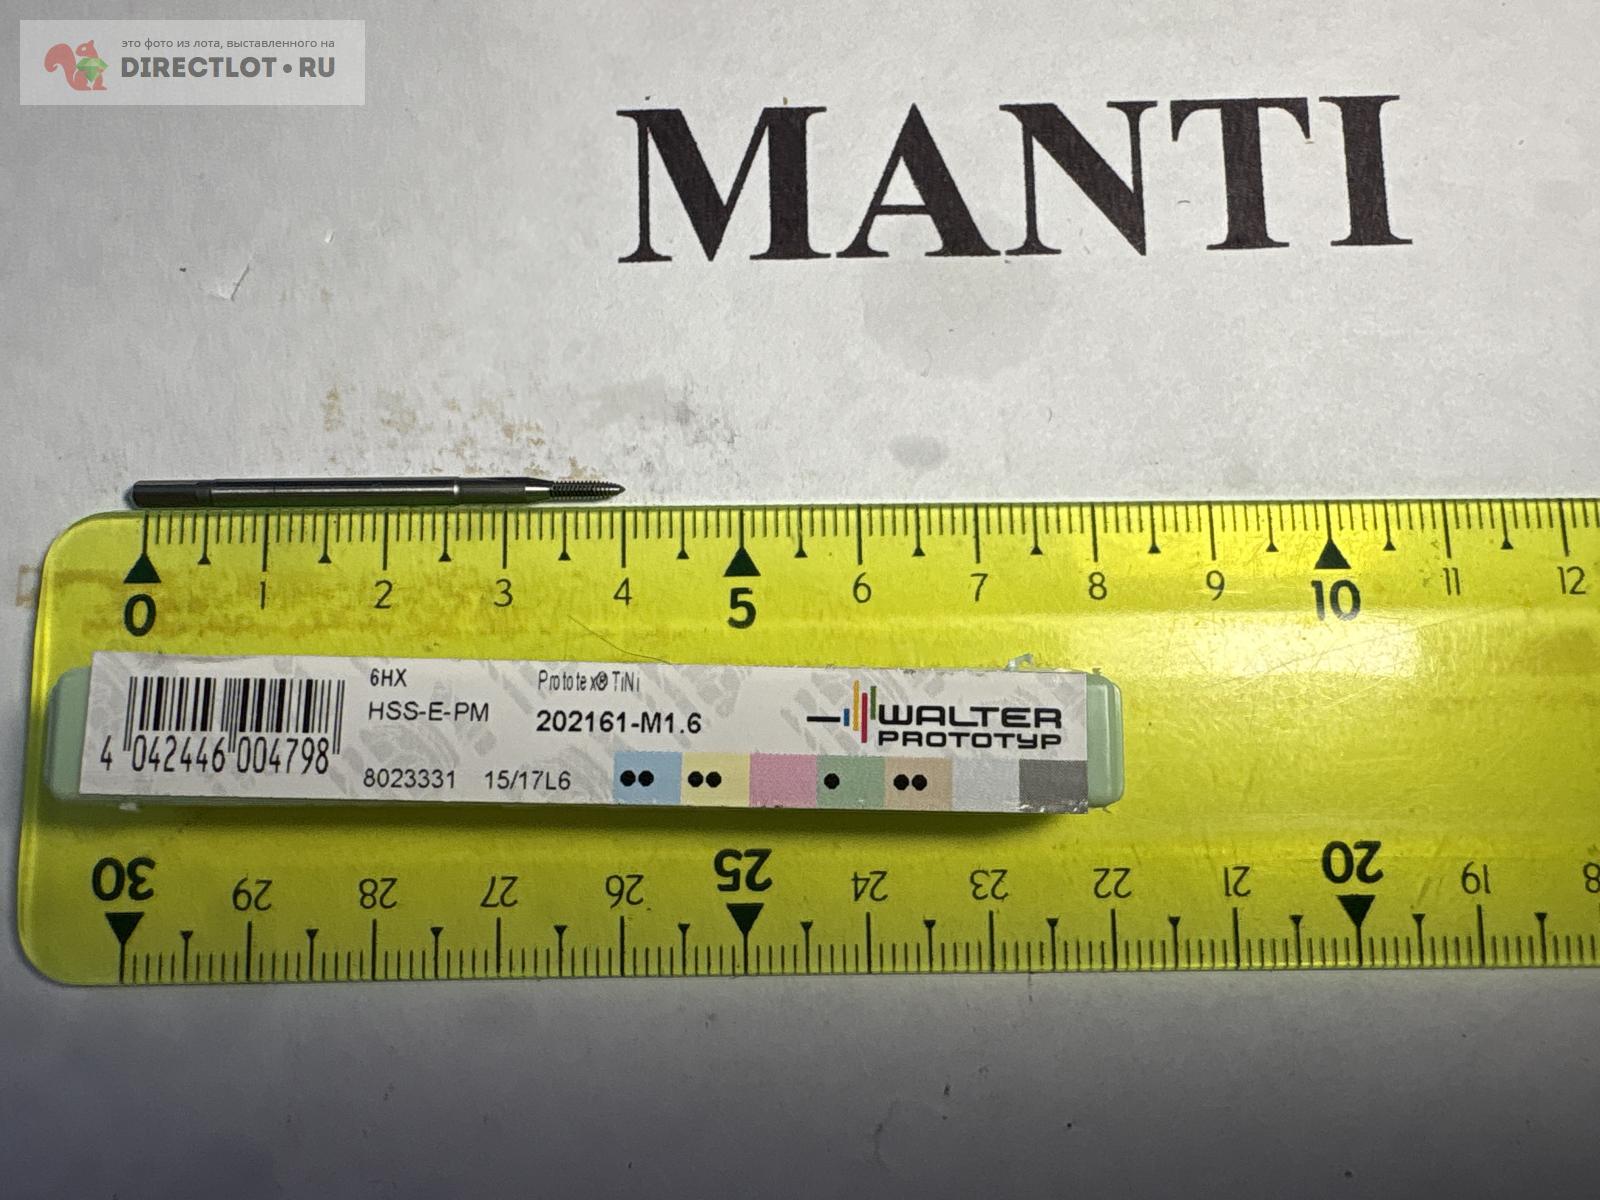 это фото из лота, выставленного на
DIRECTLOT • RU
MANTI
0 1 2 3 4 5 6 7 8 9 10 11 12
6HX
HSS-E-PM
Prototex® TiNi
202161-M1.6
4 042446 004798
8023331 15/17L6
WALTER
PROTOTYP
30 29 28 27 26 25 24 23 22 21 20 19